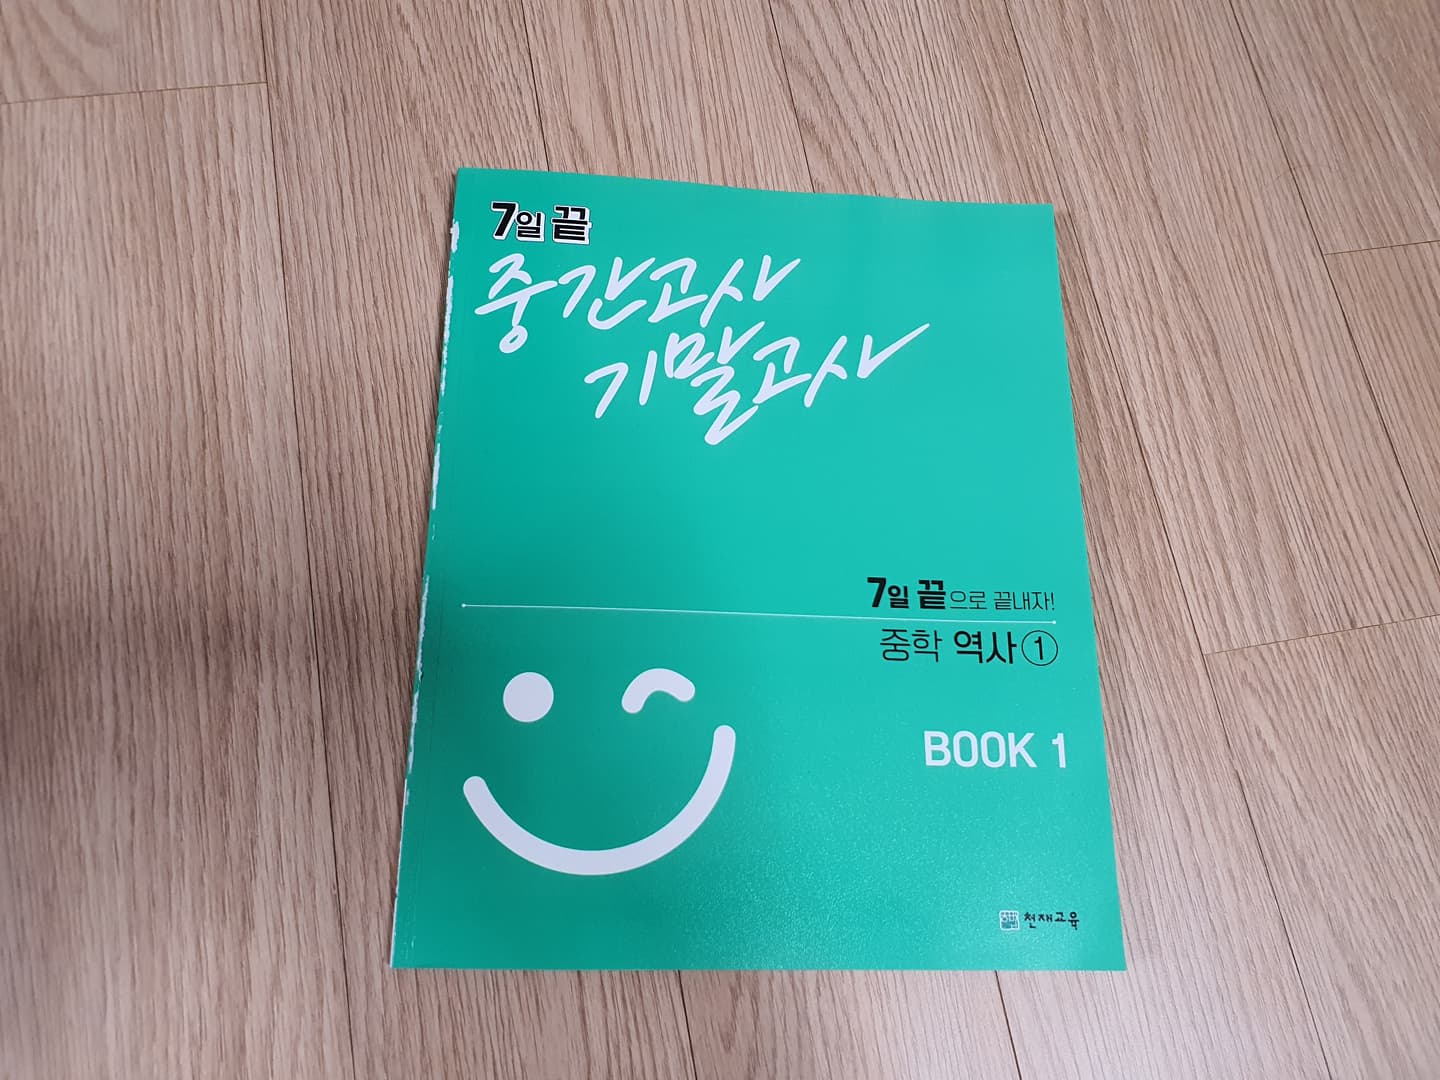 7일 끝
중간고사
기말고사
7일 끝으로 끝내자!
중학 역사①
BOOK 1
천재교육